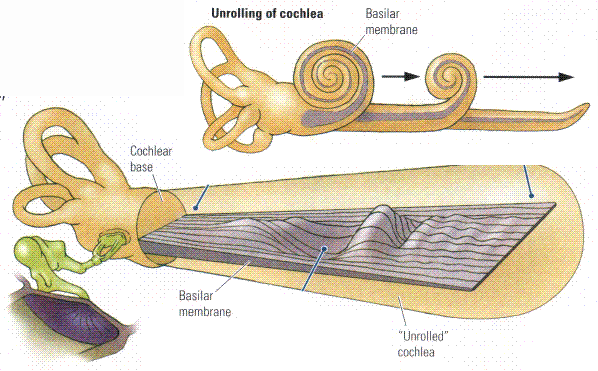 Unrolling of cochlea
Basilar
membrane
"
Cochlear
base
Basilar
membrane
"Unrolled"
cochlea